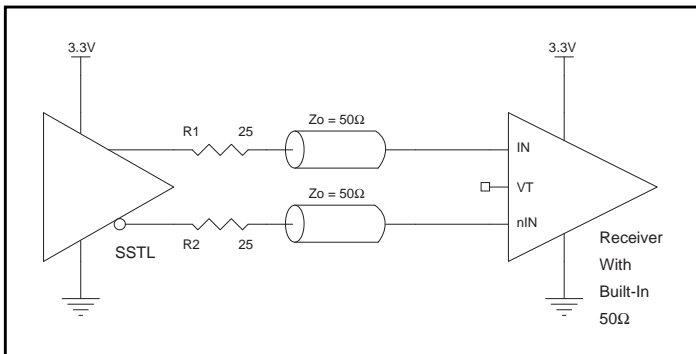 3.3V
3.3V
R1 25
Zo = 50Ω
IN
VT
Zo = 50Ω
nIN
R2 25
SSTL
Receiver
With
Built-In
50Ω